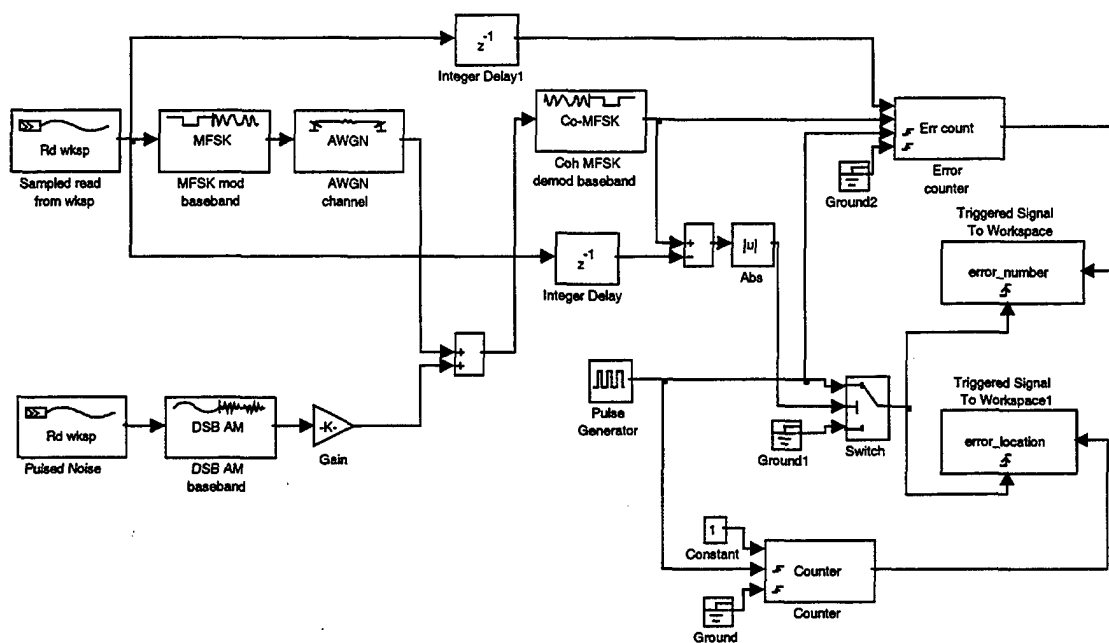 z-1
Integer Delay1
Rd wksp
Sampled read
from wksp
MFSK
MFSK mod
baseband
AWGN
AWGN
channel
Co-MFSK
Coh MFSK
demod baseband
Err count
Error
counter
Ground2
Triggered Signal
To Workspace
error_number
z-1
Integer Delay
+
−
|u|
Abs
+
+
Pulse
Generator
Ground1
Switch
Triggered Signal
To Workspace1
error_location
Rd wksp
Pulsed Noise
DSB AM
DSB AM
baseband
-K-
Gain
1
Constant
Counter
Counter
Ground